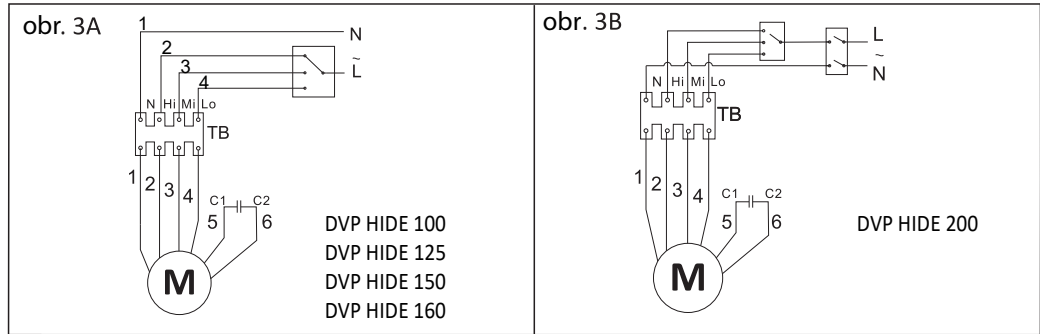 obr. 3A
1
N
2
3
4
L
~
N Hi Mi Lo
TB
1 2 3 4
C1 C2
5 6
M
DVP HIDE 100
DVP HIDE 125
DVP HIDE 150
DVP HIDE 160
obr. 3B
L
~
N
N Hi Mi Lo
TB
1 2 3 4
C1 C2
5 6
M
DVP HIDE 200